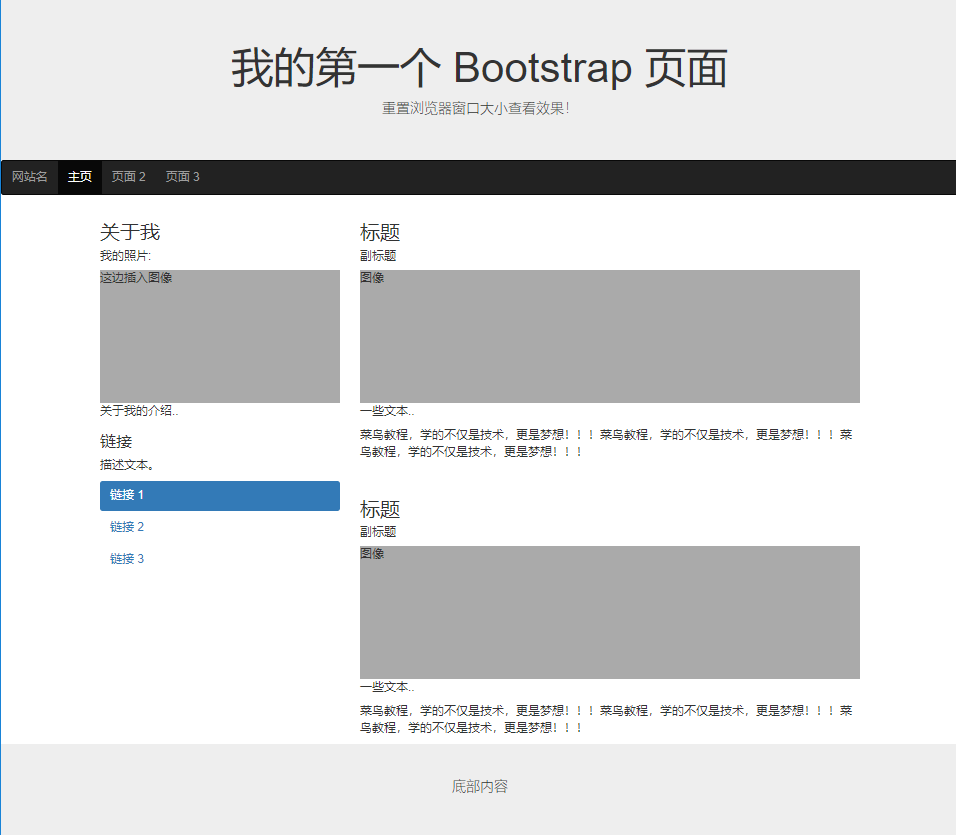 我的第一个 Bootstrap 页面
重置浏览器窗口大小查看效果!
网站名 主页 页面 2 页面 3
关于我
我的照片:
这边插入图像
关于我的介绍..
链接
描述文本。
链接 1
链接 2
链接 3
标题
副标题
图像
一些文本..
菜鸟教程，学的不仅是技术，更是梦想！！！菜鸟教程，学的不仅是技术，更是梦想！！！菜
鸟教程，学的不仅是技术，更是梦想！！！
标题
副标题
图像
一些文本..
菜鸟教程，学的不仅是技术，更是梦想！！！菜鸟教程，学的不仅是技术，更是梦想！！！菜
鸟教程，学的不仅是技术，更是梦想！！！
底部内容